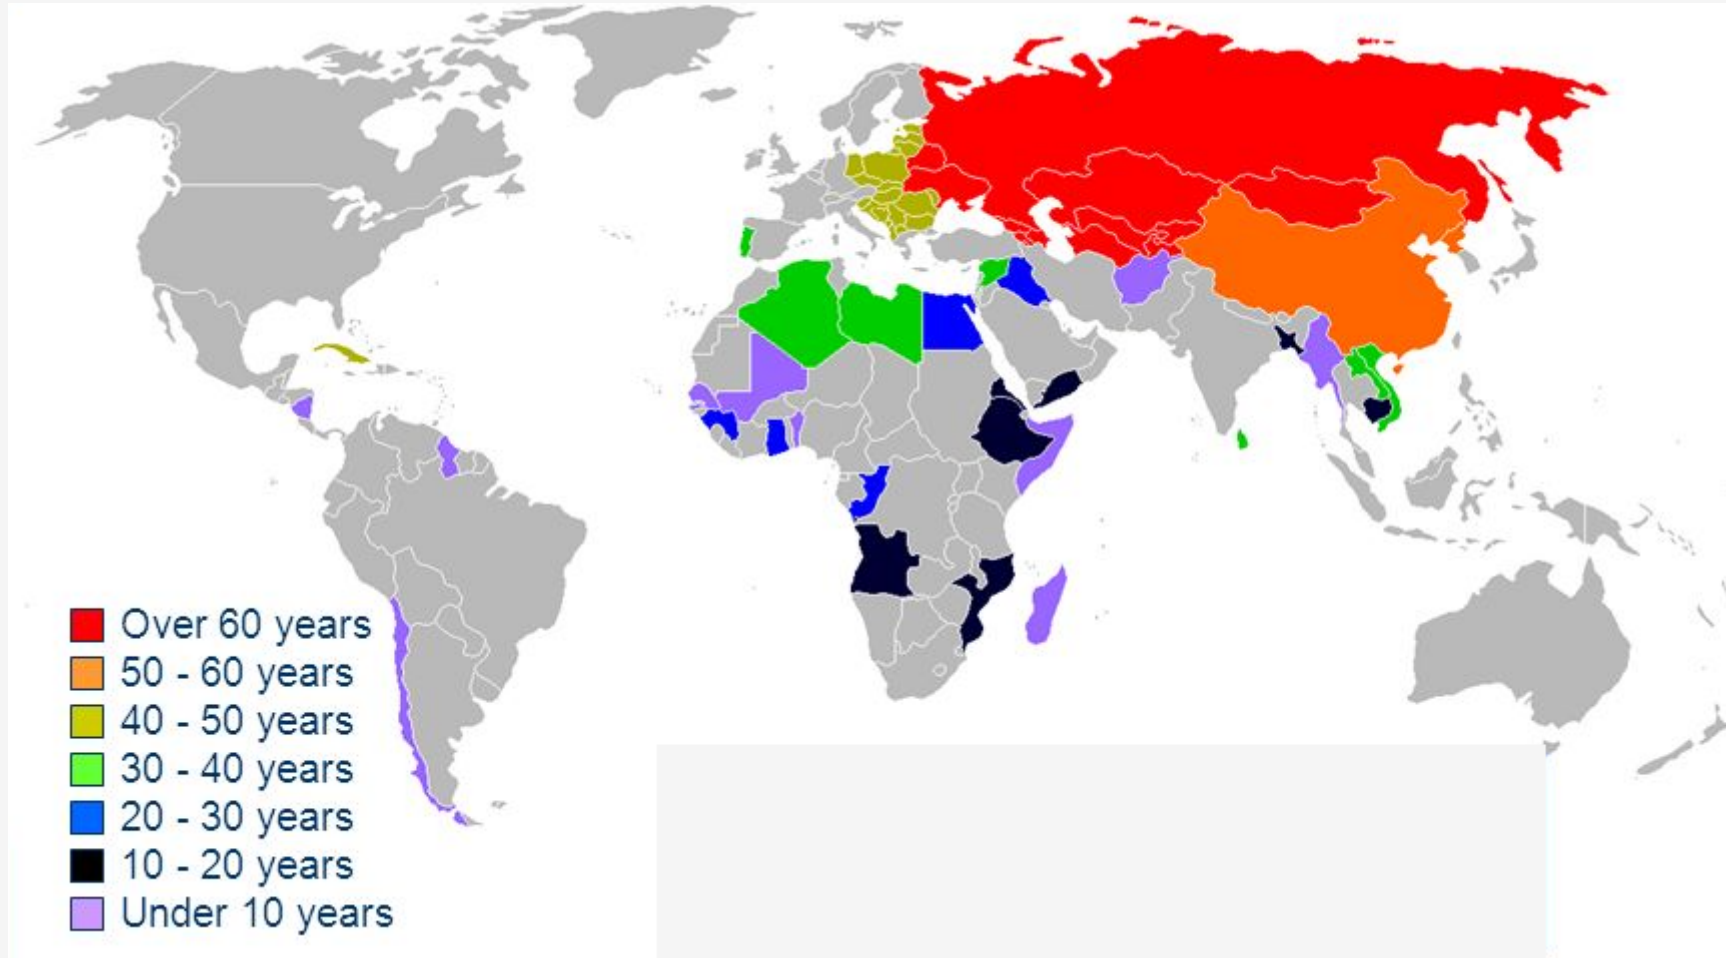 Over 60 years
50 - 60 years
40 - 50 years
30 - 40 years
20 - 30 years
10 - 20 years
Under 10 years